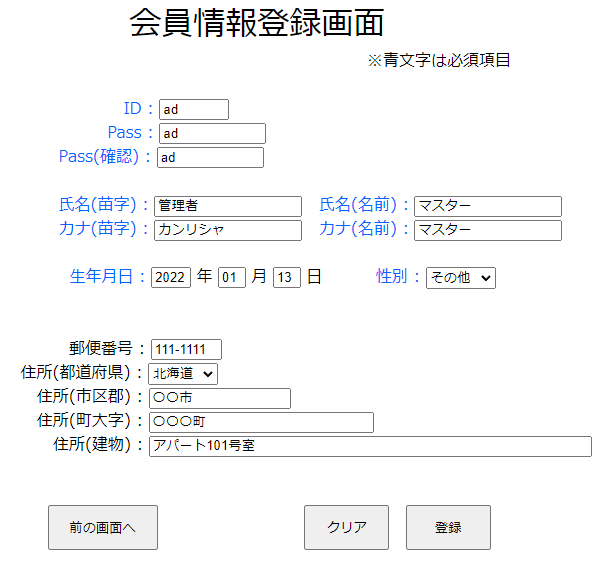 会員情報登録画面
※青文字は必須項目
ID : ad
Pass : ad
Pass(確認) : ad
氏名(苗字) : 管理者 氏名(名前) : マスター
カナ(苗字) : カンリシャ カナ(名前) : マスター
生年月日 : 2022 年 01 月 13 日 性別 : その他
郵便番号 : 111-1111
住所(都道府県) : 北海道
住所(市区郡) : 〇〇市
住所(町大字) : 〇〇〇町
住所(建物) : アパート101号室
前の画面へ クリア 登録